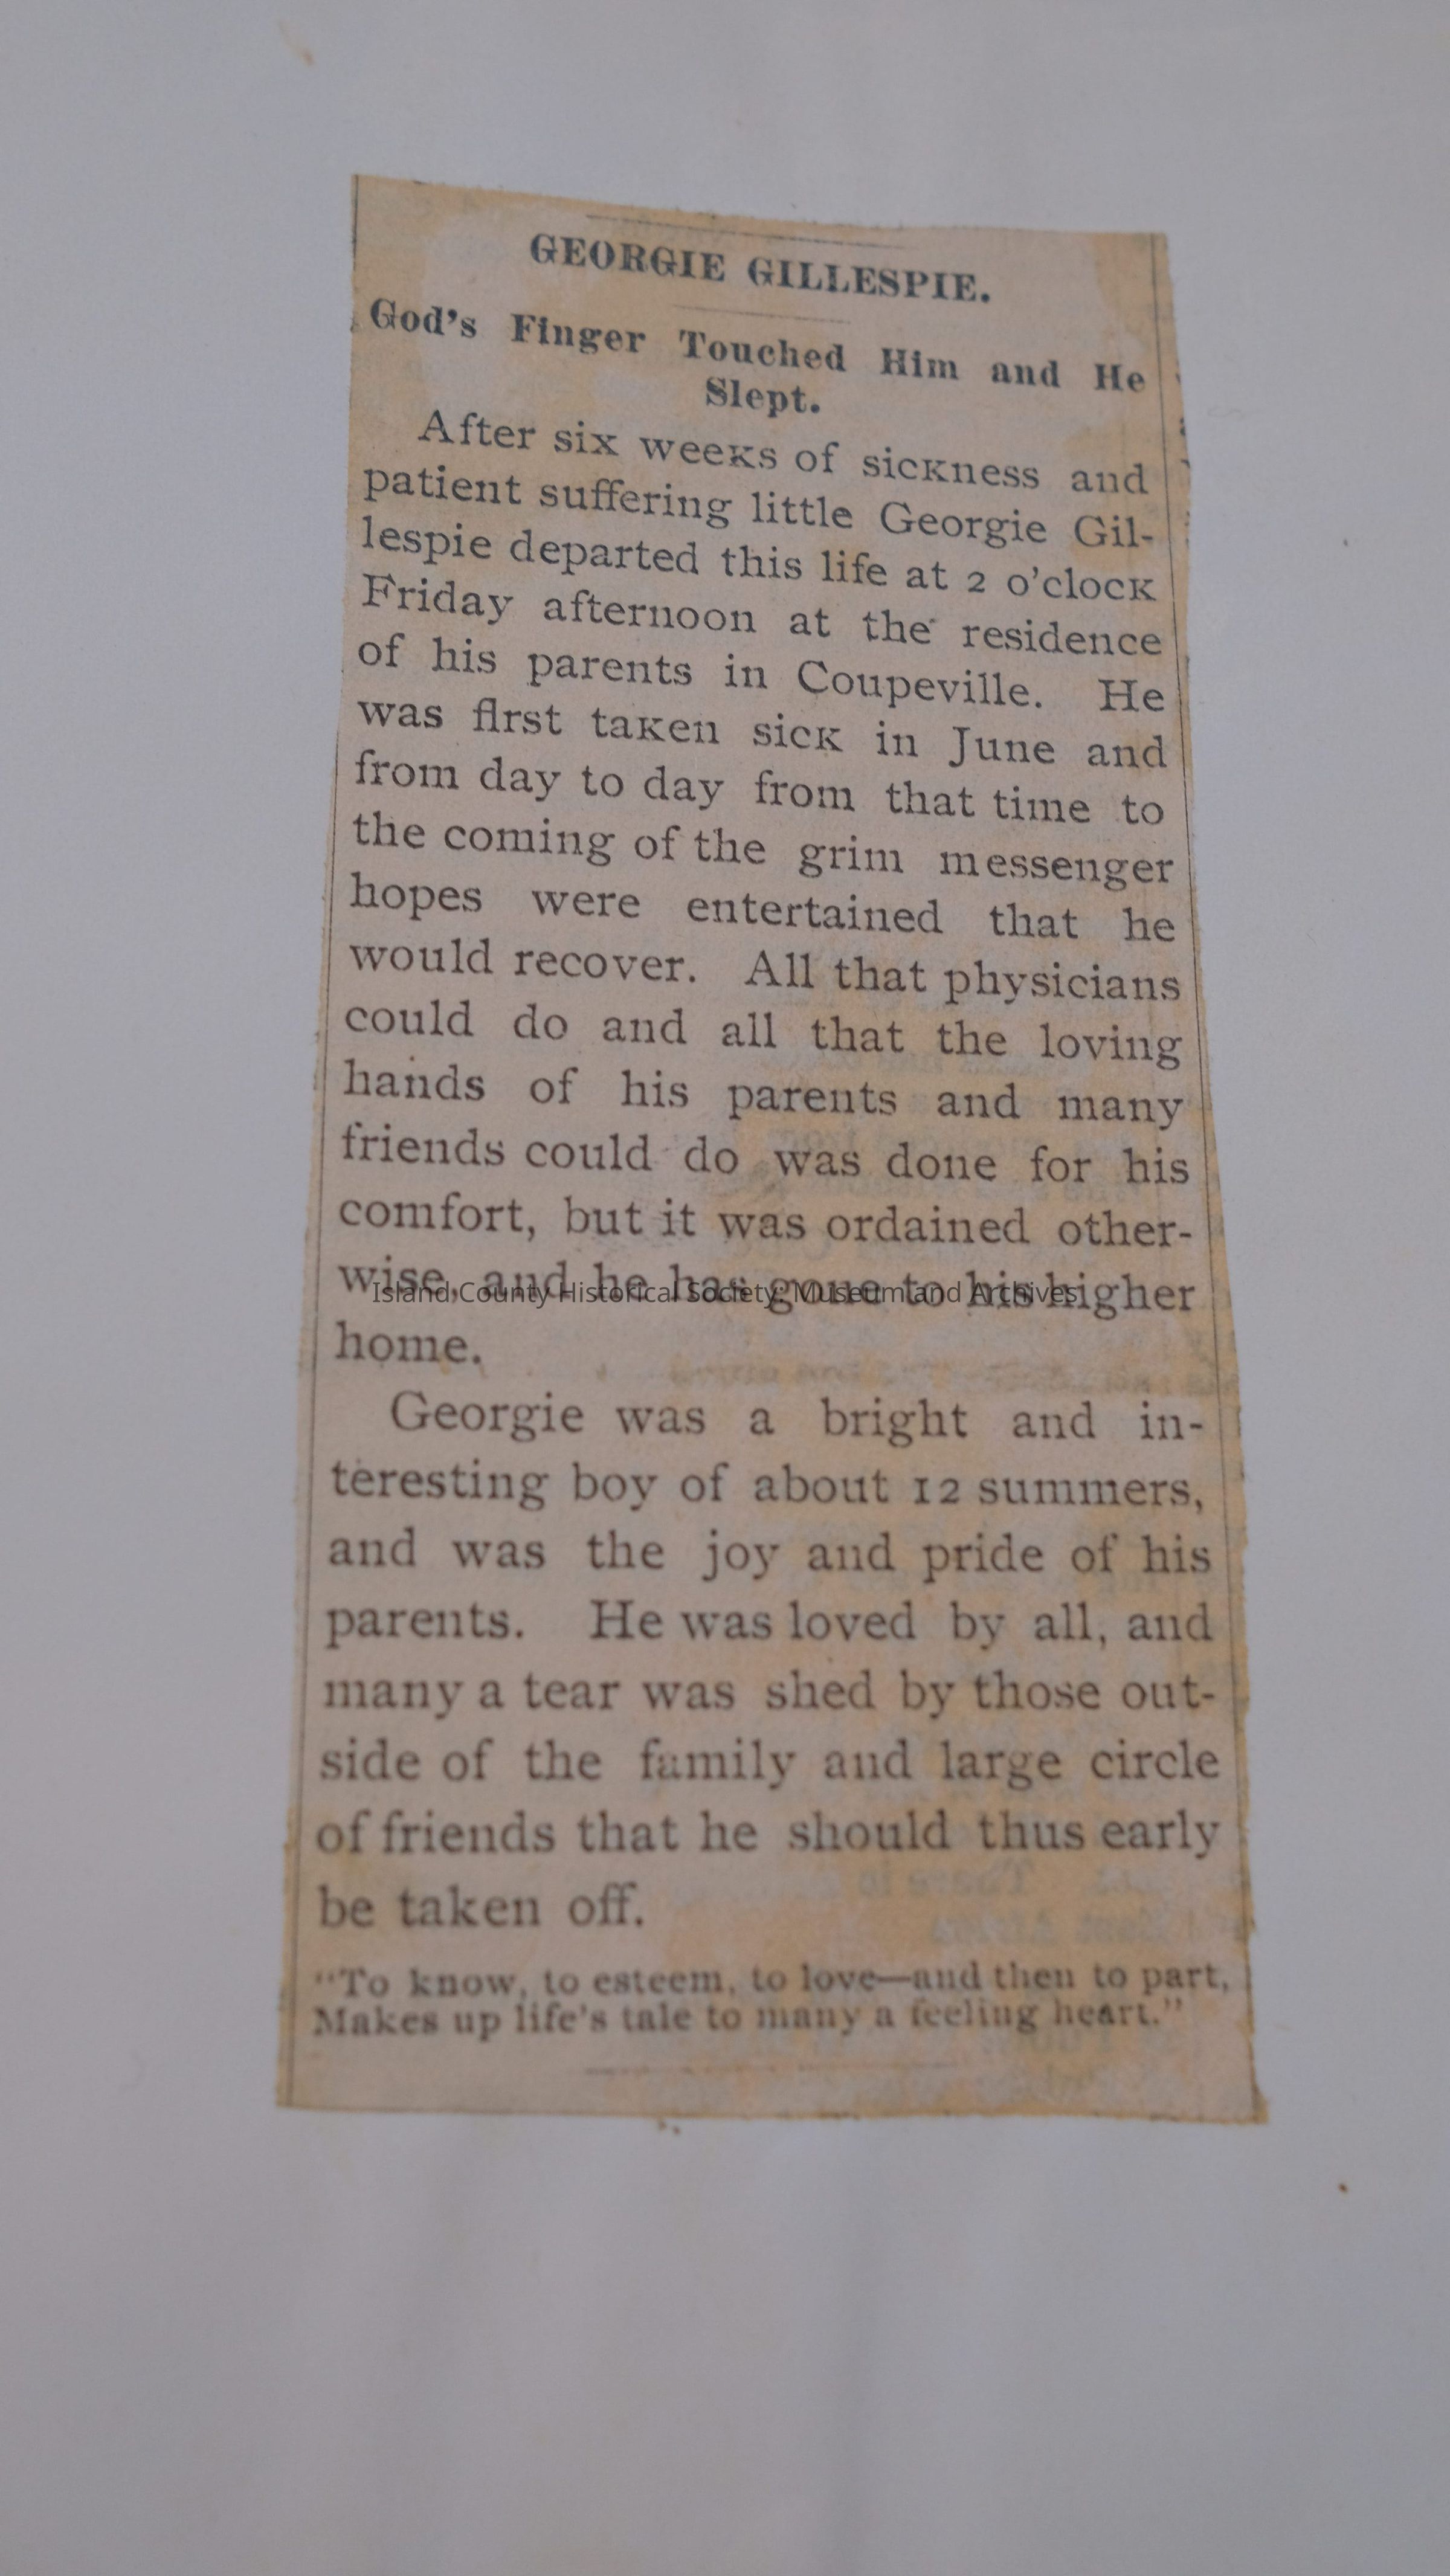 GEORGIE GILLESPIE.
God's Finger Touched Him and He
Slept.
After six weeks of sickness and
patient suffering little Georgie Gil-
lespie departed this life at 2 o'clock
Friday afternoon at the residence
of his parents in Coupeville. He
was first taken sick in June and
from day to day from that time to
the coming of the grim messenger
hopes were entertained that he
would recover. All that physicians
could do and all that the loving
hands of his parents and many
friends could do was done for his
comfort, but it was ordained other-
wise, and he has gone to his higher
Island County Historical Society: Museum and Archives
home.
Georgie was a bright and in-
teresting boy of about 12 summers,
and was the joy and pride of his
parents. He was loved by all, and
many a tear was shed by those out-
side of the family and large circle
of friends that he should thus early
be taken off.
"To know, to esteem, to love—and then to part,
Makes up life's tale to many a feeling heart."